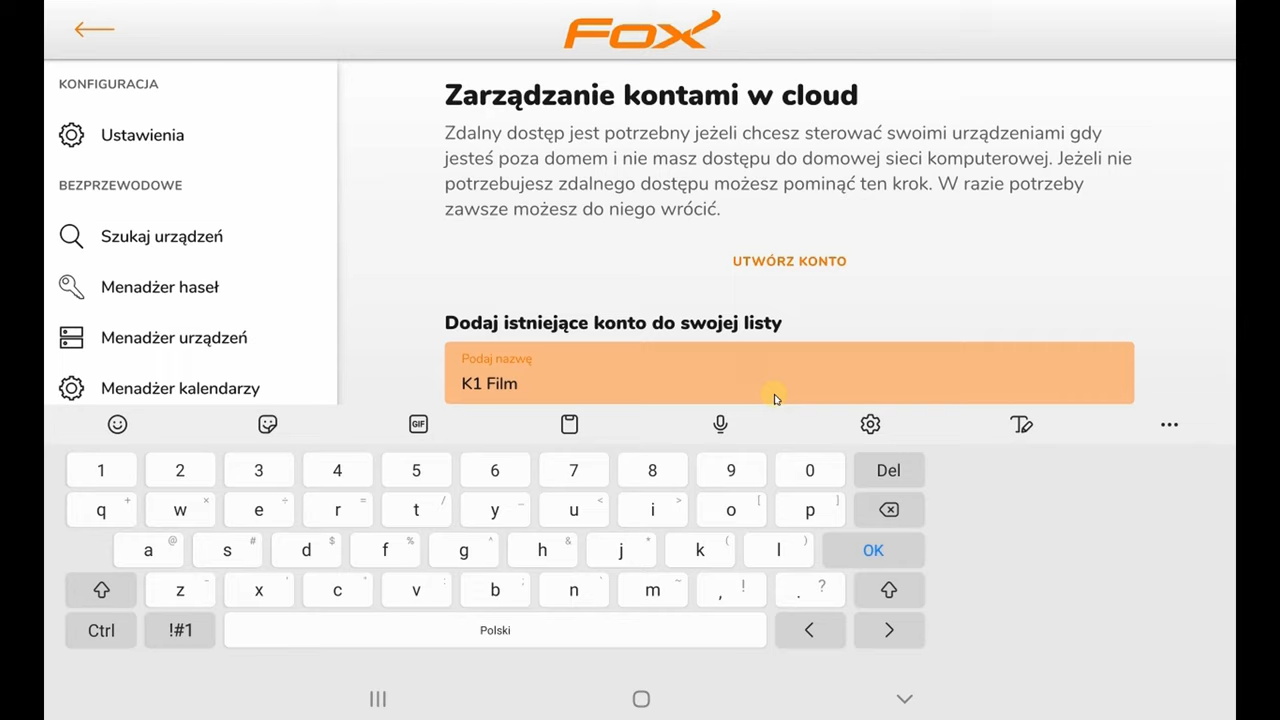 FOX
KONFIGURACJA
Ustawienia
BEZPRZEWODOWE
Szukaj urządzeń
Menadżer haseł
Menadżer urządzeń
Menadżer kalendarzy
Zarządzanie kontami w cloud
Zdalny dostęp jest potrzebny jeżeli chcesz sterować swoimi urządzeniami gdy
jesteś poza domem i nie masz dostępu do domowej sieci komputerowej. Jeżeli nie
potrzebujesz zdalnego dostępu możesz pominąć ten krok. W razie potrzeby
zawsze możesz do niego wrócić.
UTWÓRZ KONTO
Dodaj istniejące konto do swojej listy
Podaj nazwę
K1 Film
GIF
1 2 3 4 5 6 7 8 9 0 Del
q + w × e ÷ r = t / y _ u < i > o [ p ]
a @ s # d $ f % g ^ h & j * k ( l ) OK
z - x ' c " v : b ; n ' m ~ , ! . ?
Ctrl !#1 Polski < >